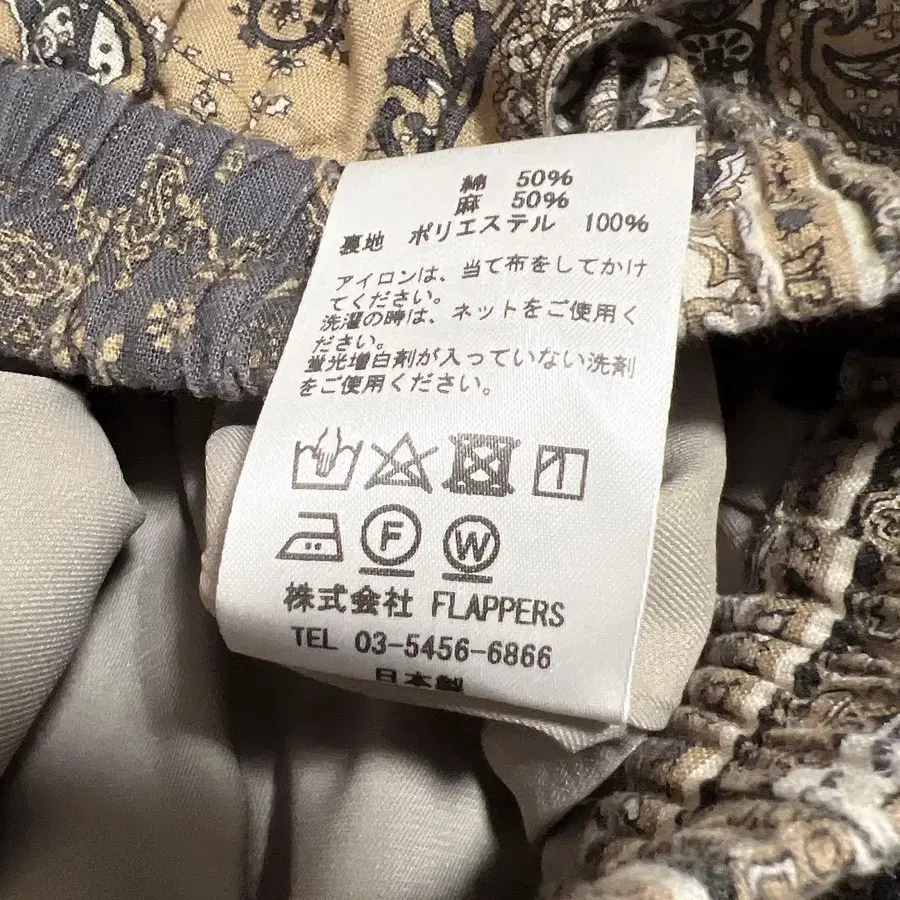 綿 50%
麻 50%
裏地 ポリエステル 100%
アイロンは、当て布をしてかけ
てください。
洗濯の時は、ネットをご使用く
ださい。
蛍光増白剤が入っていない洗剤
をご使用ください。
F W
株式会社 FLAPPERS
TEL 03-5456-6866
日本製